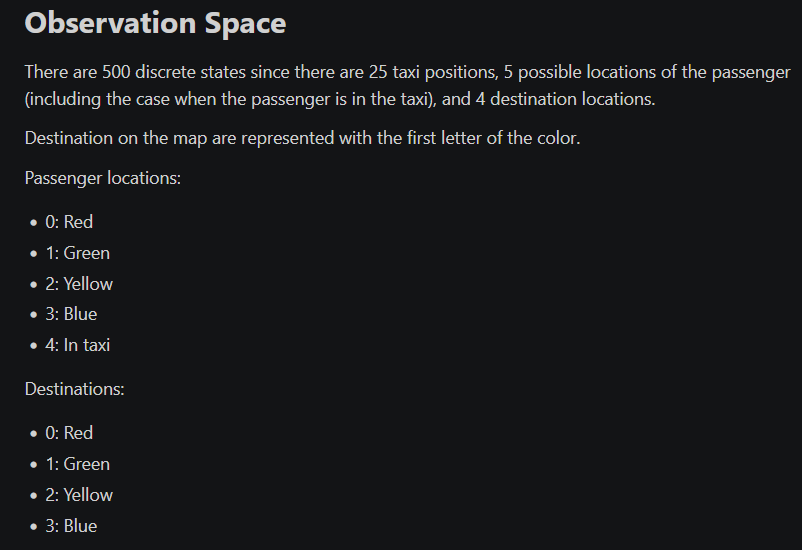 Observation Space
There are 500 discrete states since there are 25 taxi positions, 5 possible locations of the passenger
(including the case when the passenger is in the taxi), and 4 destination locations.
Destination on the map are represented with the first letter of the color.
Passenger locations:
• 0: Red
• 1: Green
• 2: Yellow
• 3: Blue
• 4: In taxi
Destinations:
• 0: Red
• 1: Green
• 2: Yellow
• 3: Blue